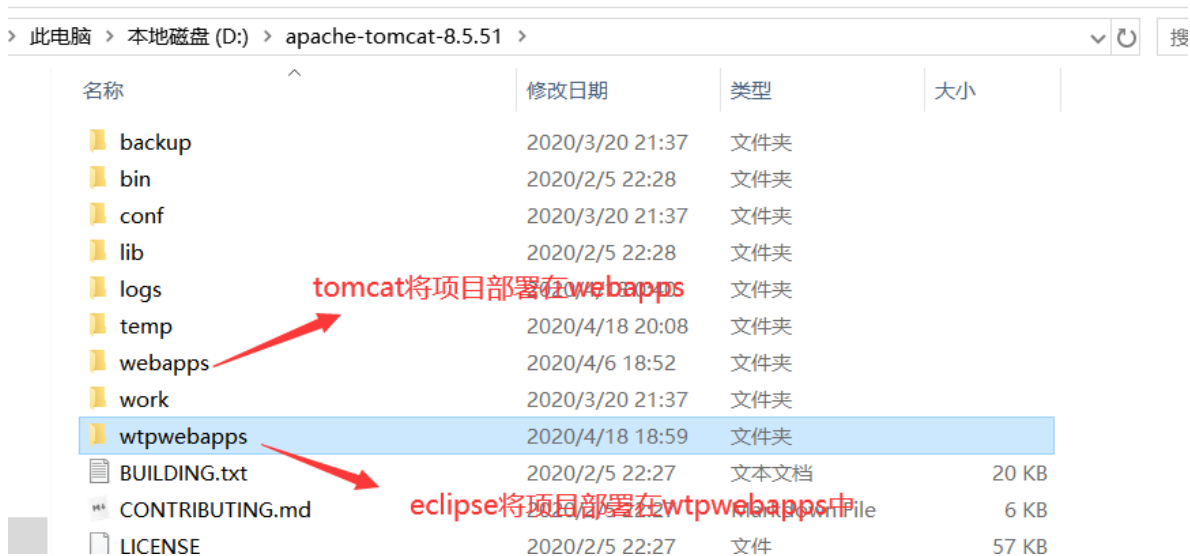 此电脑 本地磁盘 (D:) apache-tomcat-8.5.51 搜
名称 修改日期 类型 大小
backup 2020/3/20 21:37 文件夹
bin 2020/2/5 22:28 文件夹
conf 2020/3/20 21:37 文件夹
lib 2020/2/5 22:28 文件夹
tomcat将项目部署在webapps
logs 文件夹
temp 2020/4/18 20:08 文件夹
webapps 2020/4/6 18:52 文件夹
work 2020/3/20 21:37 文件夹
wtpwebapps 2020/4/18 18:59 文件夹
BUILDING.txt 2020/2/5 22:27 文本文档 20 KB
eclipse将项目部署在wtpwebapps中
CONTRIBUTING.md 2020/2/5 22:27 Markdown File 6 KB
LICENSE 2020/2/5 22:27 文件 57 KB